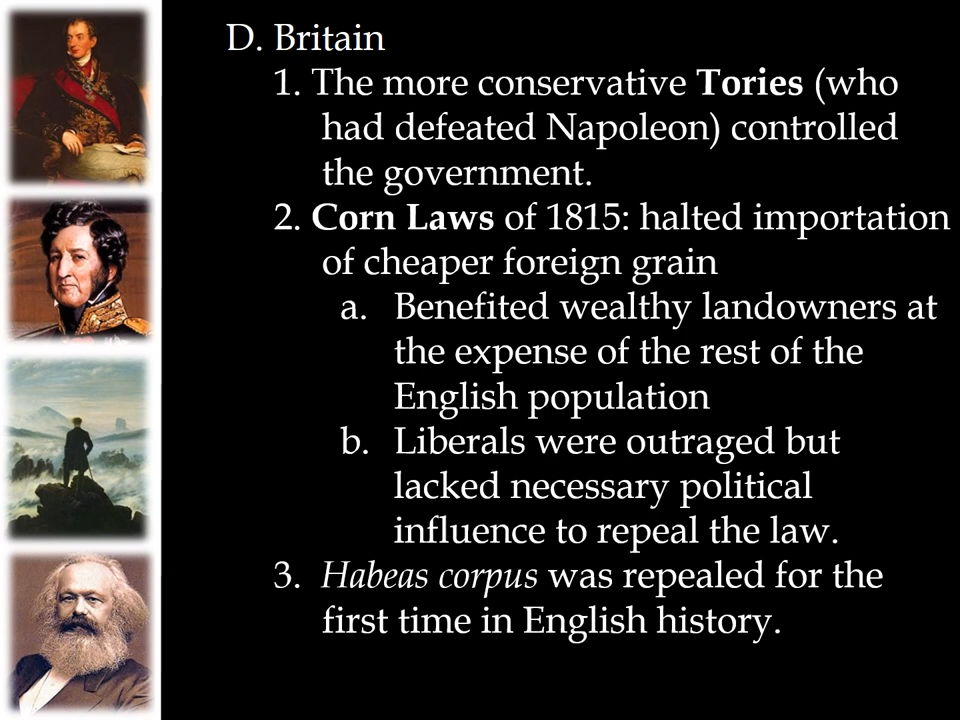 D. Britain
1. The more conservative Tories (who
had defeated Napoleon) controlled
the government.
2. Corn Laws of 1815: halted importation
of cheaper foreign grain
a. Benefited wealthy landowners at
the expense of the rest of the
English population
b. Liberals were outraged but
lacked necessary political
influence to repeal the law.
3. Habeas corpus was repealed for the
first time in English history.